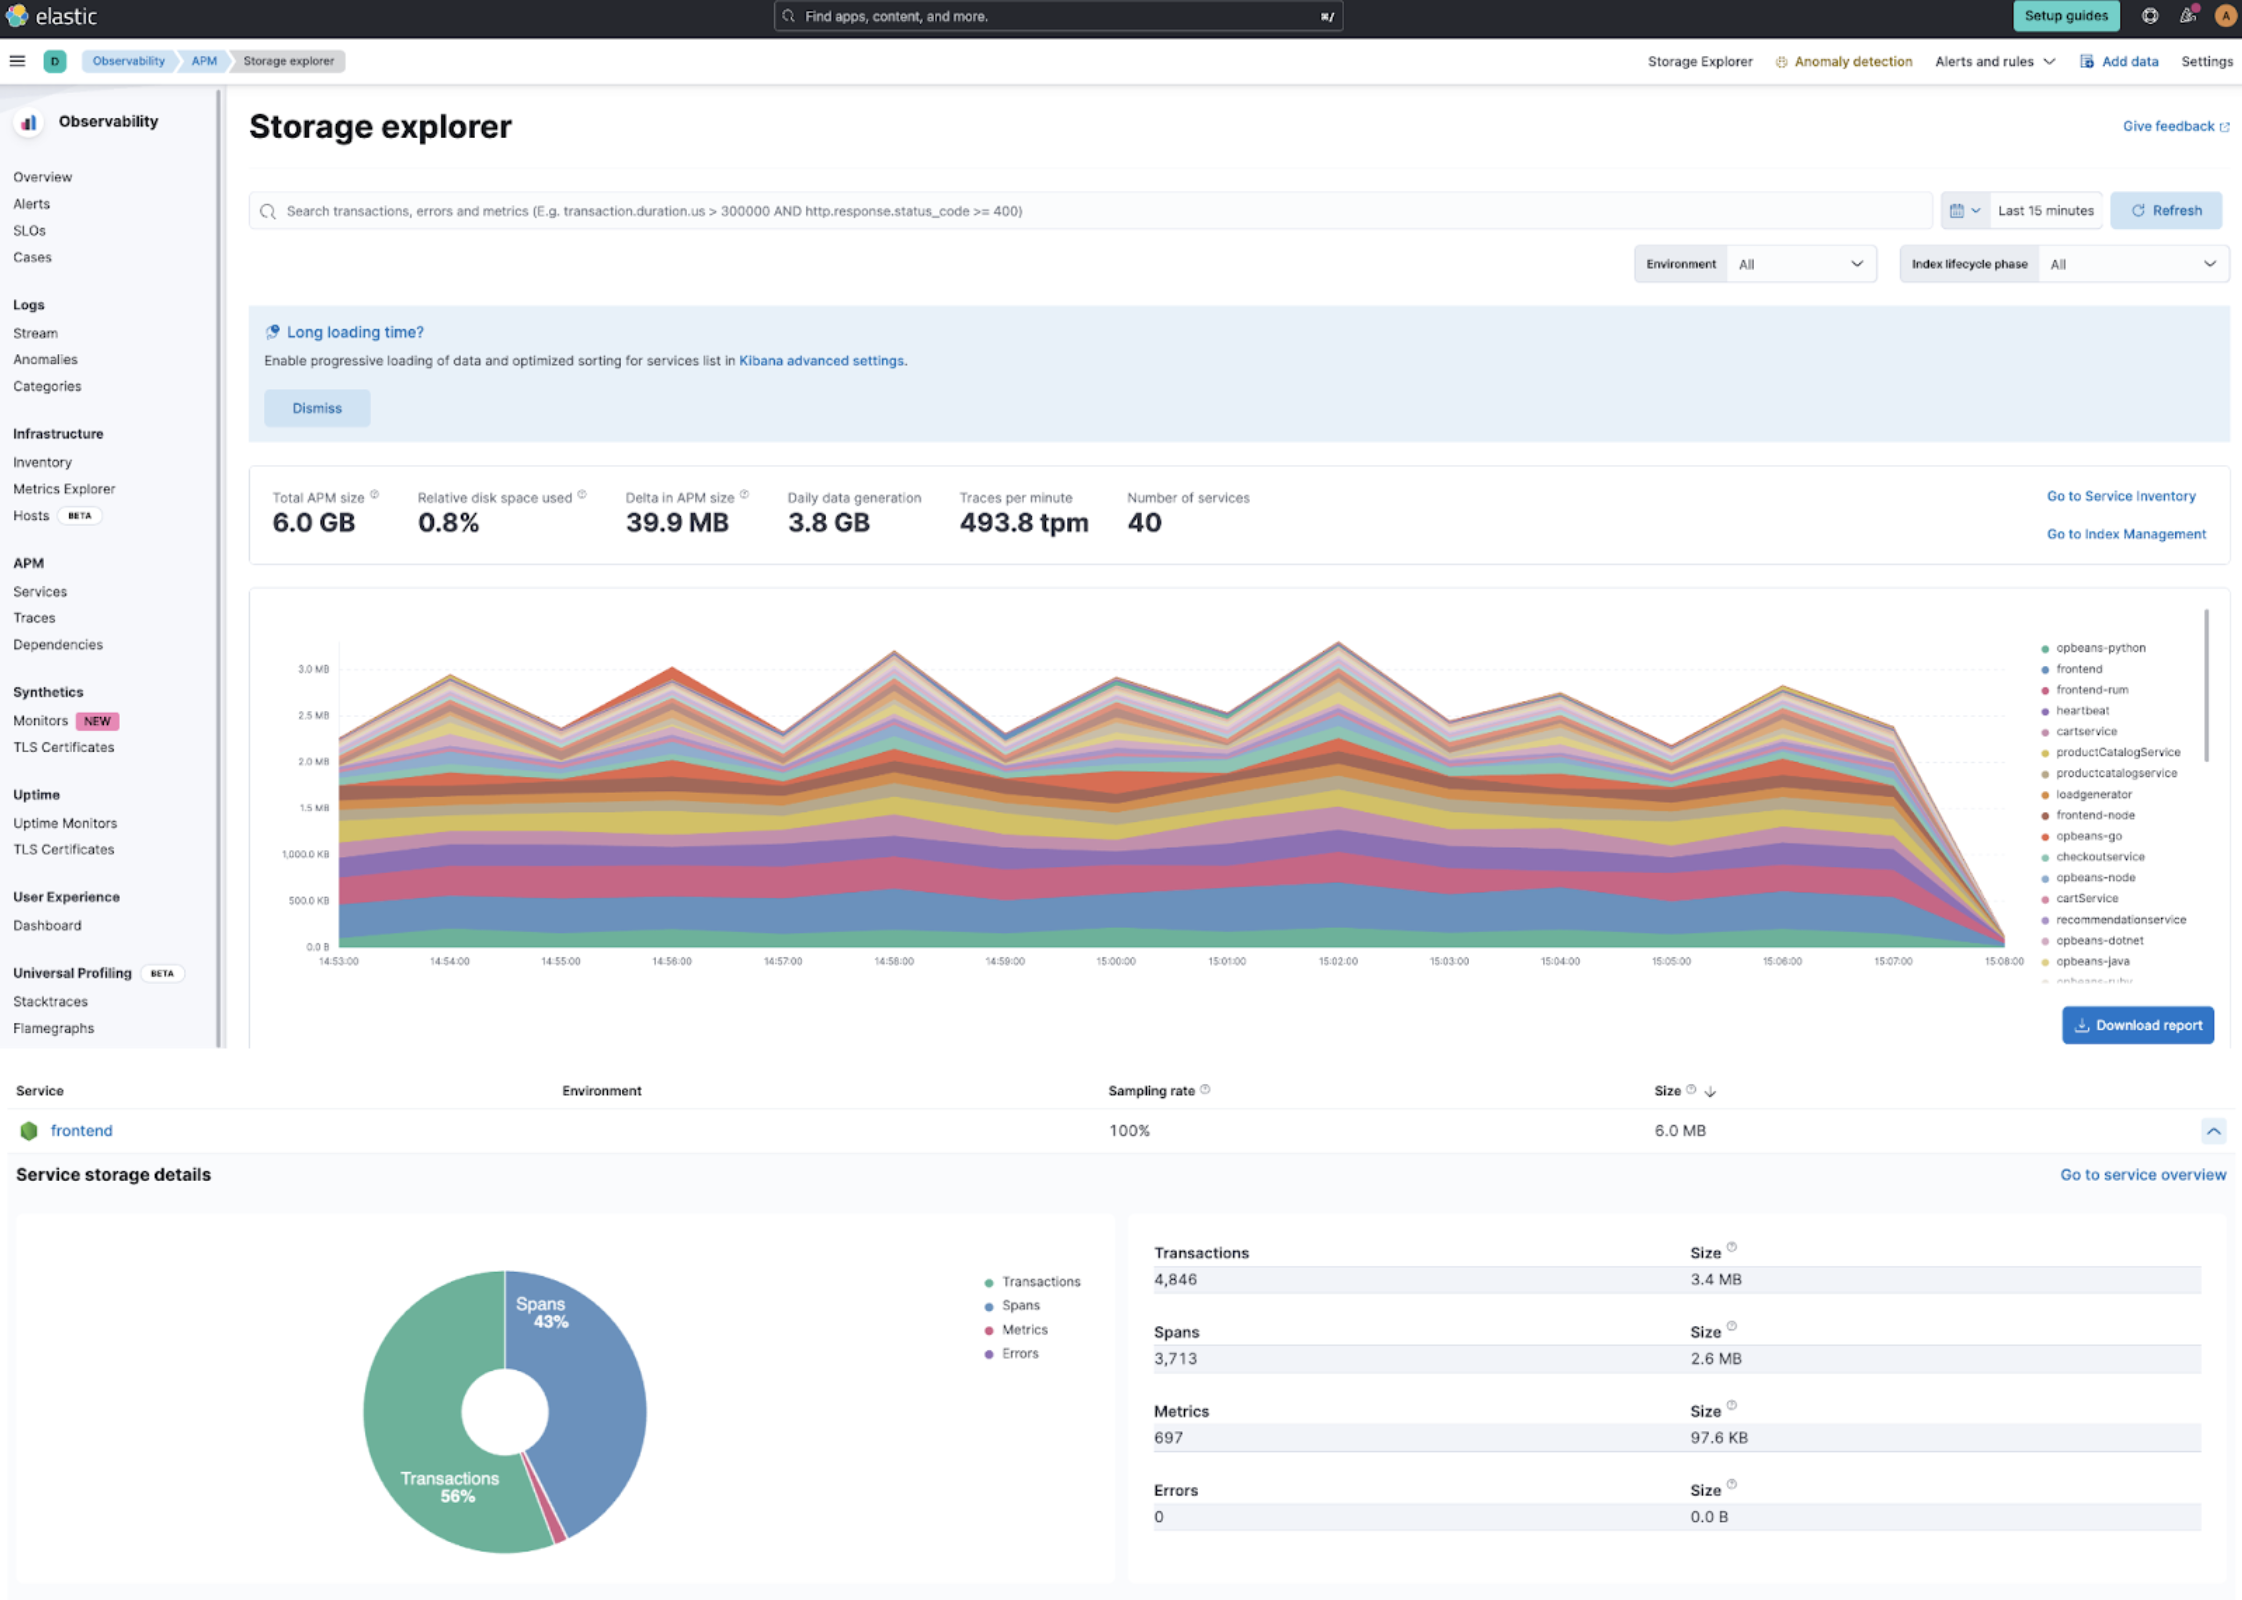 elastic
Find apps, content, and more.
⌘/
Setup guides
A
D
Observability
APM
Storage explorer
Storage Explorer
Anomaly detection
Alerts and rules
Add data
Settings
Observability
Overview
Alerts
SLOs
Cases
Logs
Stream
Anomalies
Categories
Infrastructure
Inventory
Metrics Explorer
Hosts BETA
APM
Services
Traces
Dependencies
Synthetics
Monitors NEW
TLS Certificates
Uptime
Uptime Monitors
TLS Certificates
User Experience
Dashboard
Universal Profiling BETA
Stacktraces
Flamegraphs
Storage explorer
Give feedback
Search transactions, errors and metrics (E.g. transaction.duration.us > 300000 AND http.response.status_code >= 400)
Last 15 minutes
Refresh
Environment All
Index lifecycle phase All
Long loading time?
Enable progressive loading of data and optimized sorting for services list in Kibana advanced settings.
Dismiss
Total APM size
6.0 GB
Relative disk space used
0.8%
Delta in APM size
39.9 MB
Daily data generation
3.8 GB
Traces per minute
493.8 tpm
Number of services
40
Go to Service Inventory
Go to Index Management
3.0 MB
2.5 MB
2.0 MB
1.5 MB
1,000.0 KB
500.0 KB
0.0 B
14:53:00
14:54:00
14:55:00
14:56:00
14:57:00
14:58:00
14:59:00
15:00:00
15:01:00
15:02:00
15:03:00
15:04:00
15:05:00
15:06:00
15:07:00
15:08:00
opbeans-python
frontend
frontend-rum
heartbeat
cartservice
productCatalogService
productcatalogservice
loadgenerator
frontend-node
opbeans-go
checkoutservice
opbeans-node
cartService
recommendationservice
opbeans-dotnet
opbeans-java
opbeans-ruby
Download report
Service
Environment
Sampling rate
Size
frontend
100%
6.0 MB
Service storage details
Go to service overview
Spans
43%
Transactions
56%
Transactions
Spans
Metrics
Errors
Transactions
Size
4,846
3.4 MB
Spans
Size
3,713
2.6 MB
Metrics
Size
697
97.6 KB
Errors
Size
0
0.0 B